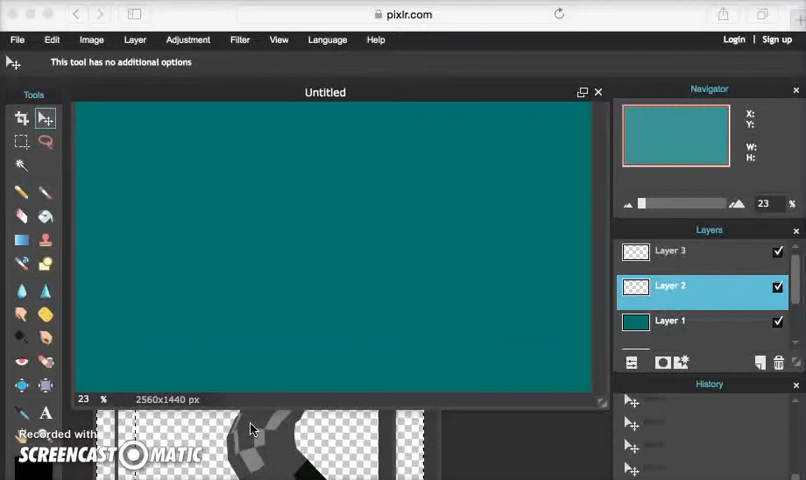 pixlr.com
File Edit Image Layer Adjustment Filter View Language Help Login | Sign up
This tool has no additional options
Tools
Untitled
Navigator
X:
Y:
W:
H:
23 %
Layers
Layer 3
Layer 2
Layer 1
23 % 2560x1440 px
History
A
Recorded with
SCREENCAST MATIC